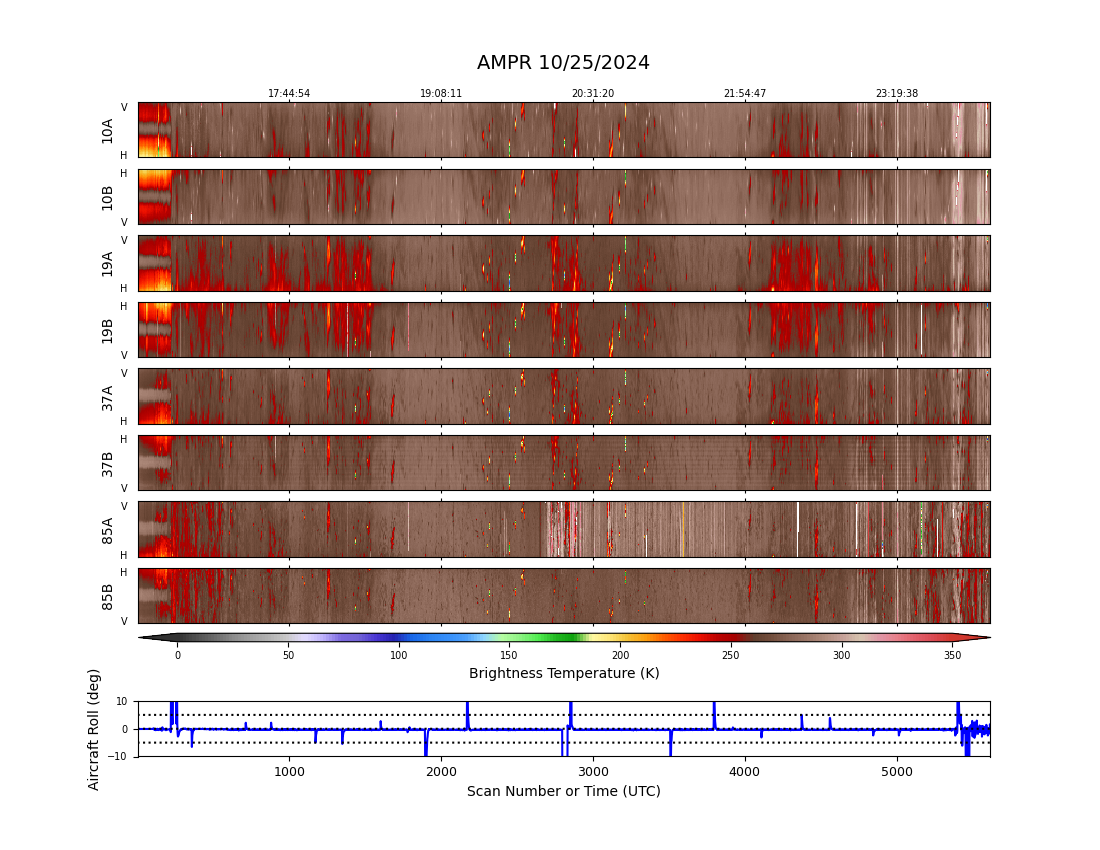 AMPR 10/25/2024
17:44:54 19:08:11 20:31:20 21:54:47 23:19:38
V
10A
H
H
10B
V
V
19A
H
H
19B
V
V
37A
H
H
37B
V
V
85A
H
H
85B
V
0 50 100 150 200 250 300 350
Brightness Temperature (K)
Aircraft Roll (deg)
10
0
−10
1000 2000 3000 4000 5000
Scan Number or Time (UTC)